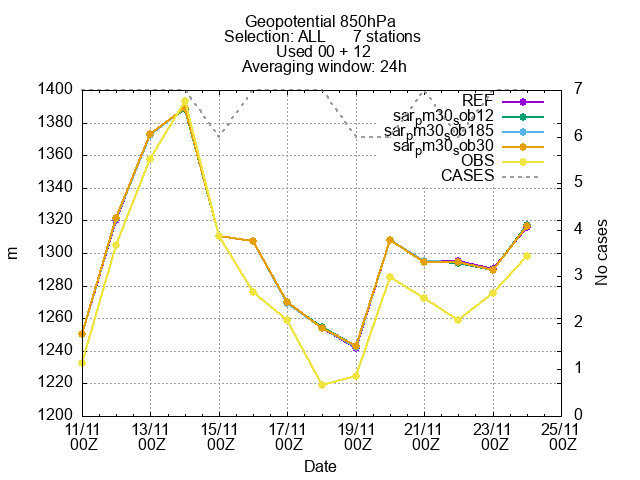 Geopotential 850hPa
Selection: ALL 7 stations
Used 00 + 12
Averaging window: 24h
1400
1380
1360
1340
1320
1300
1280
1260
1240
1220
1200
m
7
6
5
4
3
2
1
0
No cases
REF
sarpm30sob12
sarpm30sob185
sarpm30sob30
OBS
CASES
11/11 13/11 15/11 17/11 19/11 21/11 23/11 25/11
00Z 00Z 00Z 00Z 00Z 00Z 00Z 00Z
Date